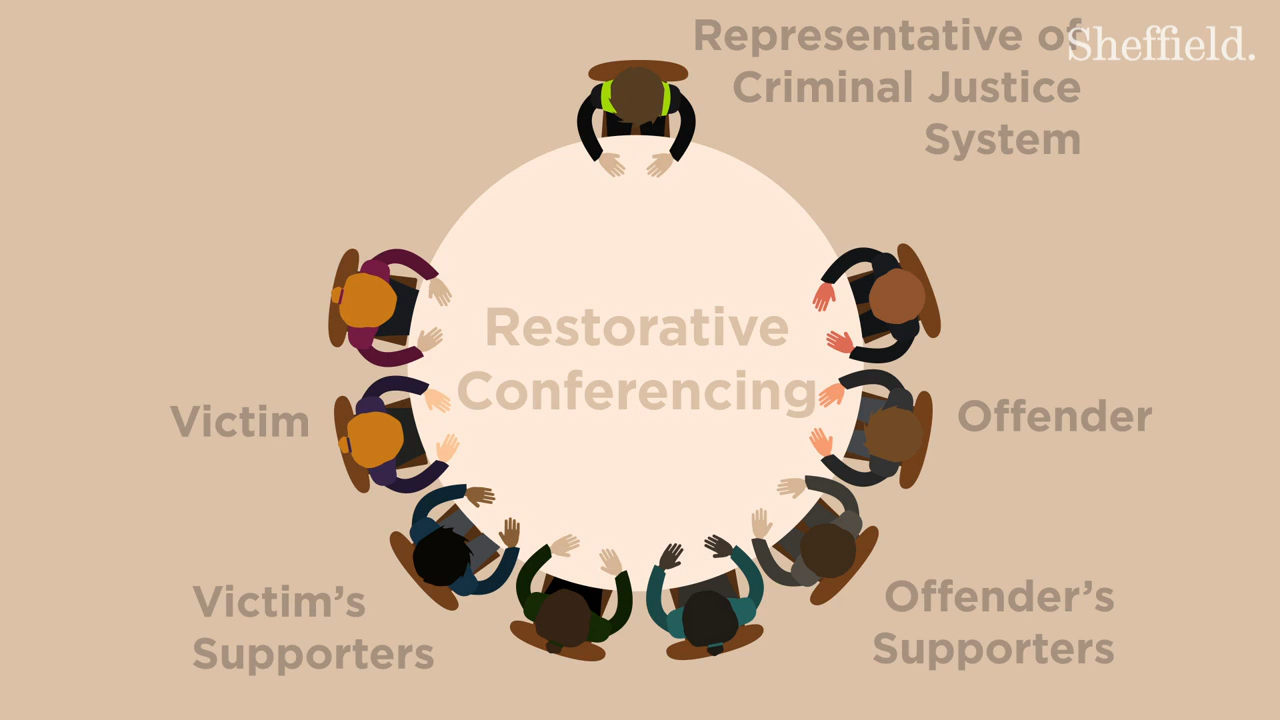 Representative of
Criminal Justice
System
Sheffield.
Restorative
Conferencing
Victim
Offender
Victim’s
Supporters
Offender’s
Supporters